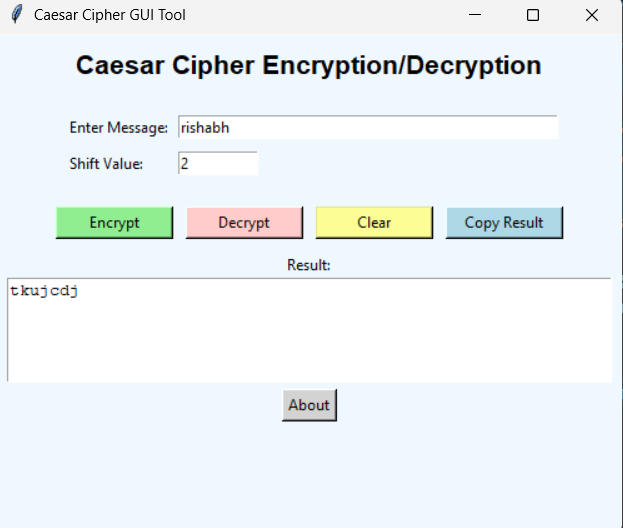 Caesar Cipher GUI Tool
Caesar Cipher Encryption/Decryption
Enter Message: rishabh
Shift Value: 2
Encrypt Decrypt Clear Copy Result
Result:
tkujcdj
About